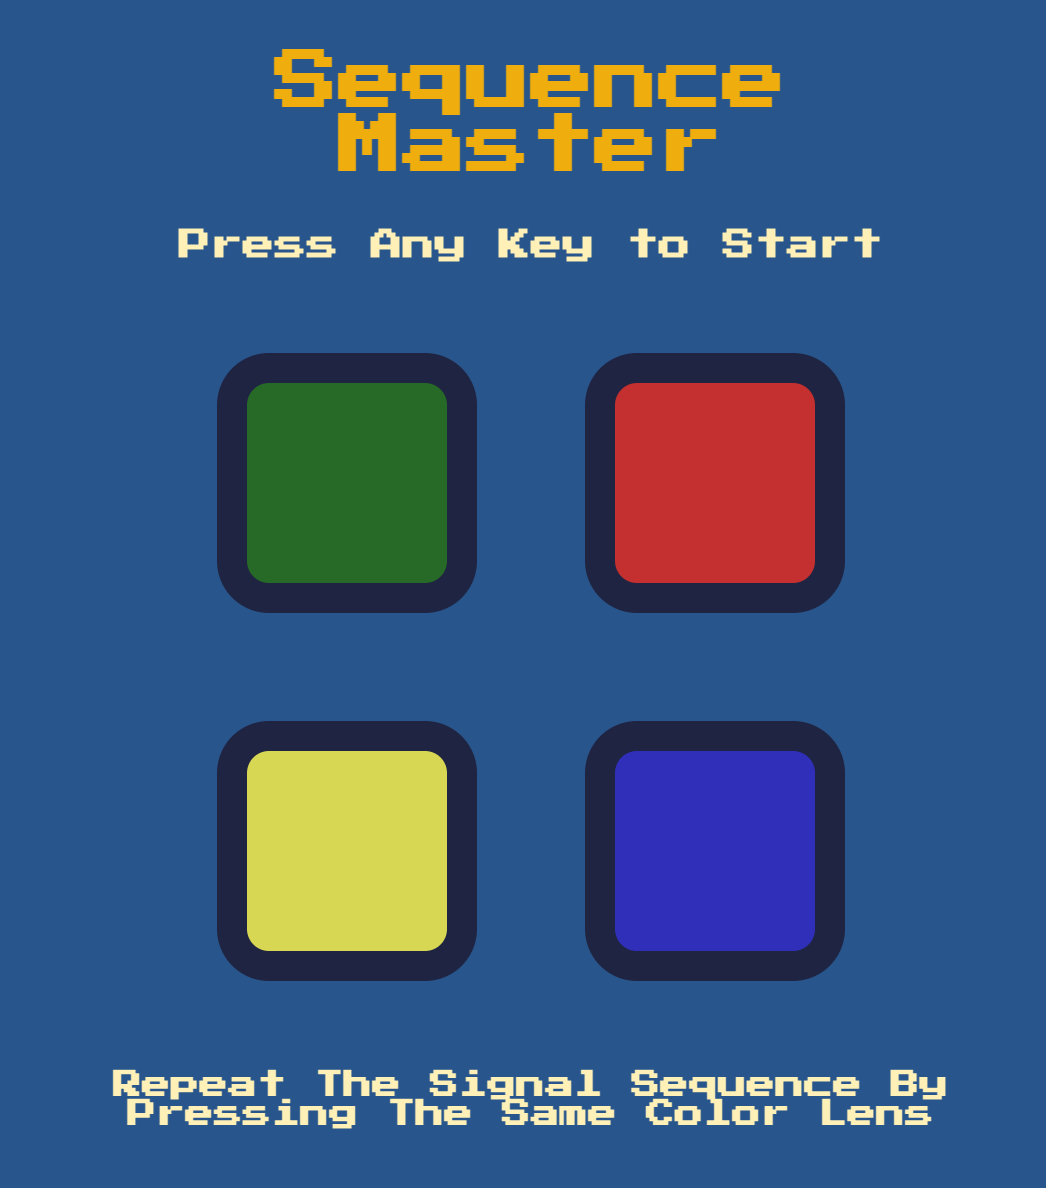 Sequence
Master
Press Any Key to Start
Repeat The Signal Sequence By
Pressing The Same Color Lens